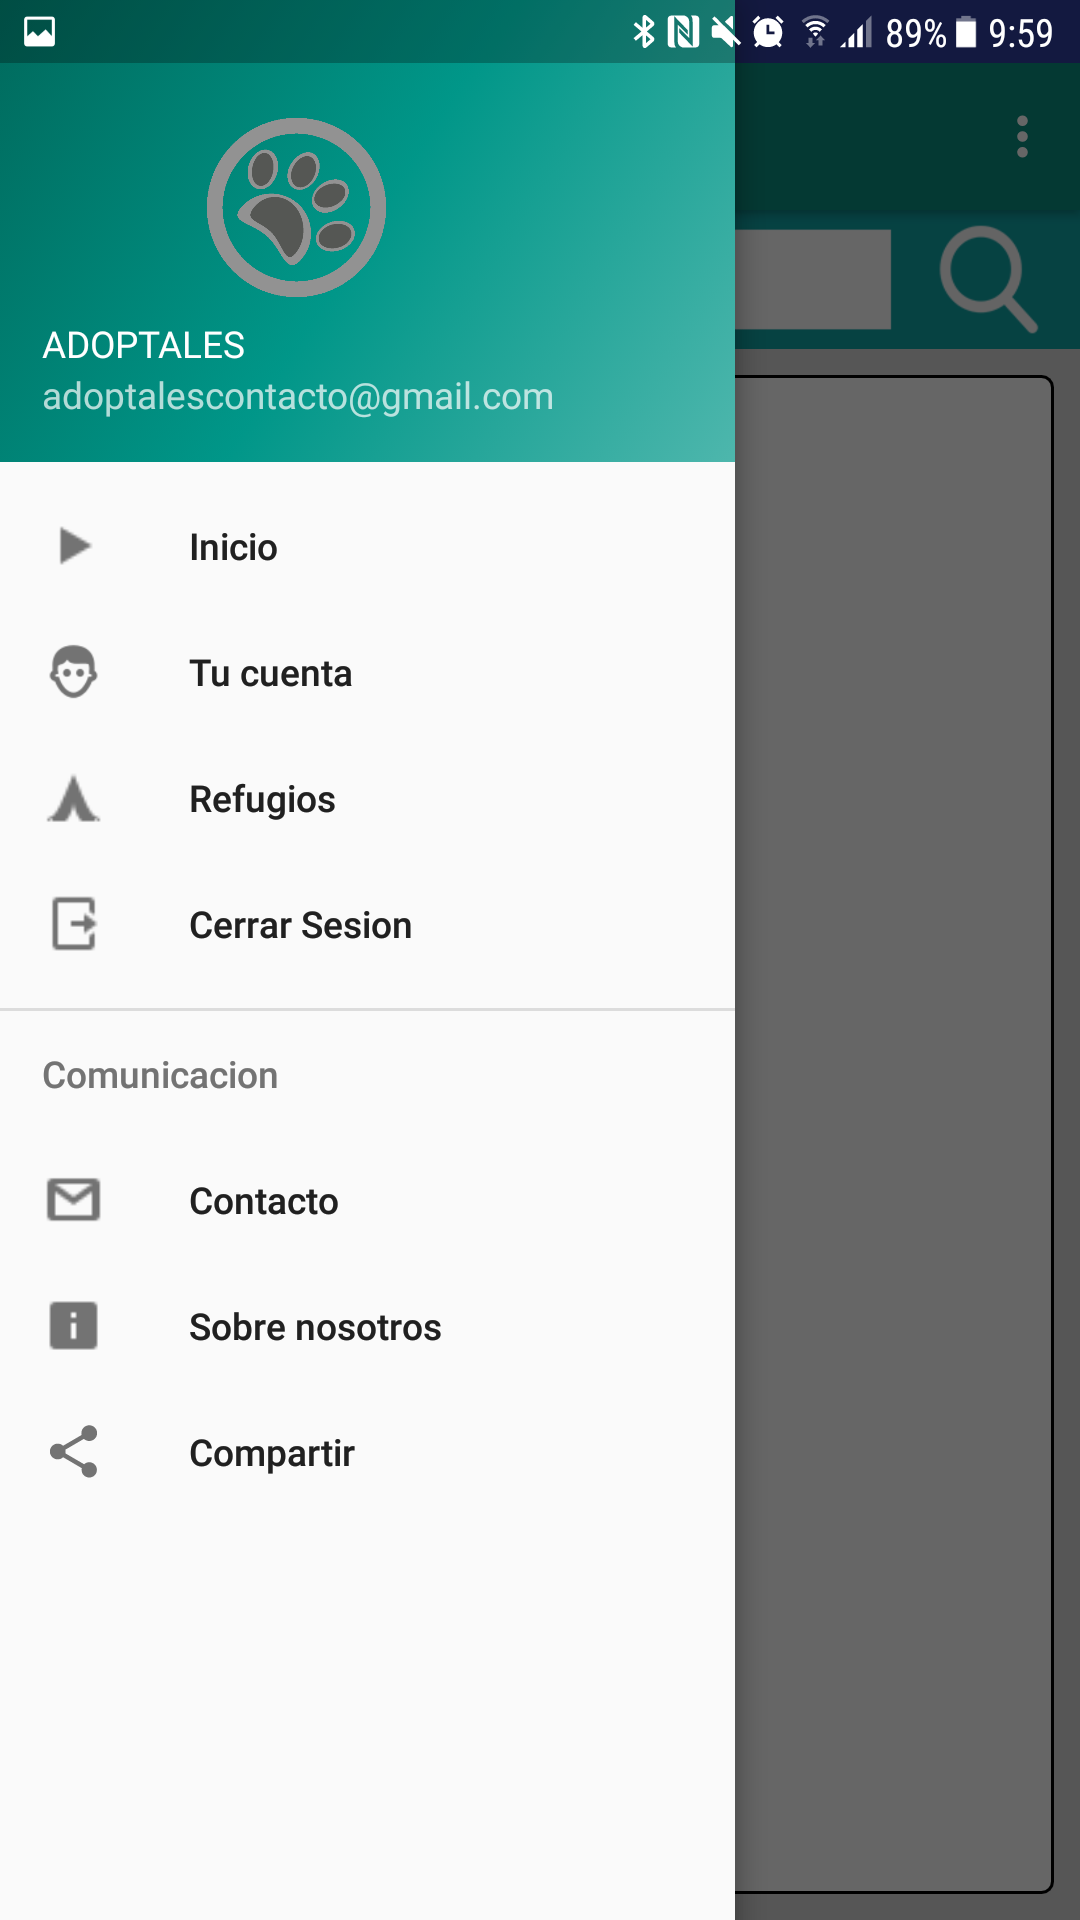 89% 9:59
ADOPTALES
adoptalescontacto@gmail.com
Inicio
Tu cuenta
Refugios
Cerrar Sesion
Comunicacion
Contacto
Sobre nosotros
Compartir